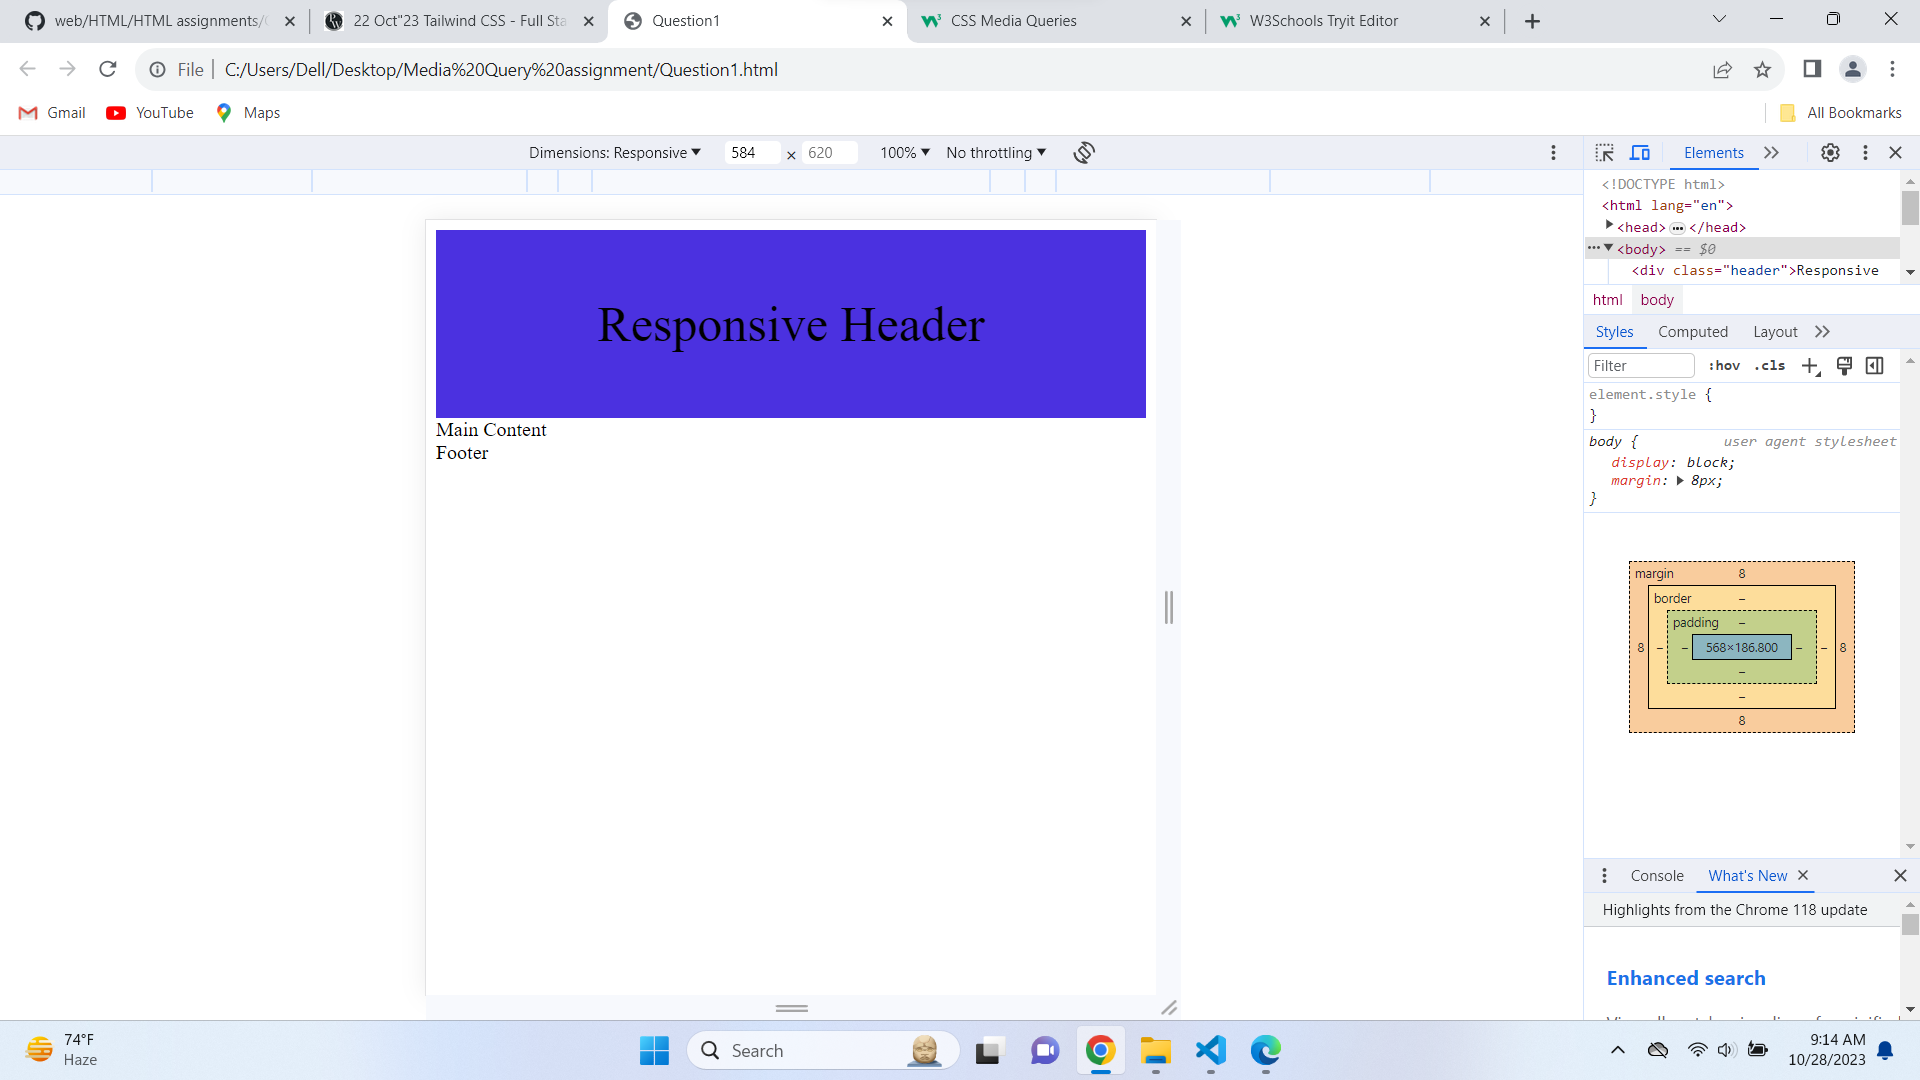 web/HTML/HTML assignments/
22 Oct"23 Tailwind CSS - Full Sta
Question1
CSS Media Queries
W3Schools Tryit Editor
File
C:/Users/Dell/Desktop/Media%20Query%20assignment/Question1.html
Gmail
YouTube
Maps
All Bookmarks
Dimensions: Responsive
584
×
620
100%
No throttling
Elements
<!DOCTYPE html>
<html lang="en">
<head>
</head>
<body> == $0
<div class="header">Responsive
html
body
Styles
Computed
Layout
Filter
:hov
.cls
element.style {
}
body {
user agent stylesheet
display: block;
margin: 8px;
}
Responsive Header
Main Content
Footer
margin
8
border
–
padding
–
8
–
–
568×186.800
–
–
8
–
–
8
Console
What's New
Highlights from the Chrome 118 update
Enhanced search
74°F
Haze
Search
9:14 AM
10/28/2023